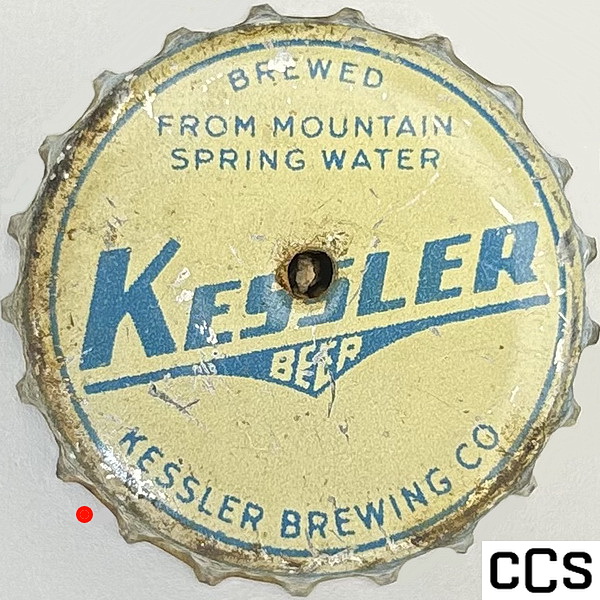 BREWED
FROM MOUNTAIN
SPRING WATER
KESSLER
BEER
KESSLER BREWING CO
CCS